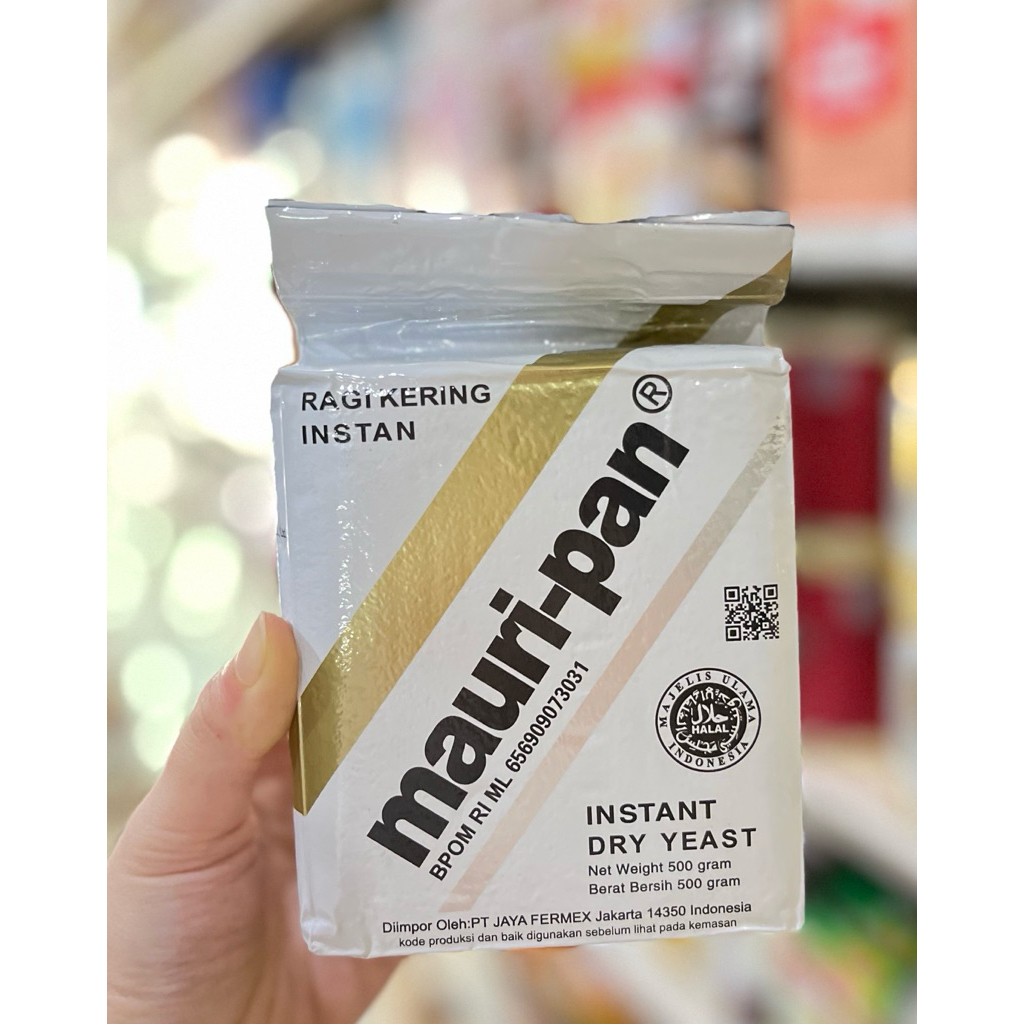 RAGI KERING
INSTAN
mauri-pan®
BPOM RI ML 656909073031
MAJELIS ULAMA
حلال
HALAL
INDONESIA
INSTANT
DRY YEAST
Net Weight 500 gram
Berat Bersih 500 gram
Diimpor Oleh:PT JAYA FERMEX Jakarta 14350 Indonesia
kode produksi dan baik digunakan sebelum lihat pada kemasan